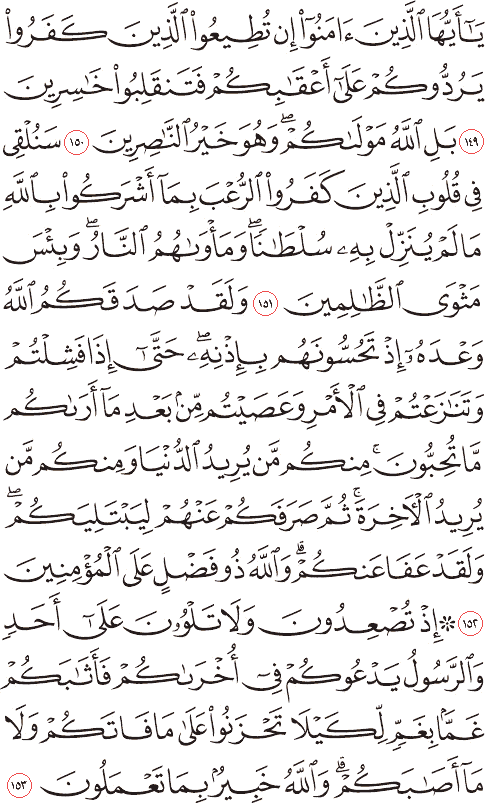 يَـٰٓأَيُّهَا ٱلَّذِينَ ءَامَنُوٓا۟ إِن تُطِيعُوا۟ ٱلَّذِينَ كَفَرُوا۟
يَرُدُّوكُمْ عَلَىٰٓ أَعْقَـٰبِكُمْ فَتَنقَلِبُوا۟ خَـٰسِرِينَ
١٤٩ بَلِ ٱللَّهُ مَوْلَىٰكُمْ ۖ وَهُوَ خَيْرُ ٱلنَّـٰصِرِينَ ١٥٠ سَنُلْقِى
فِى قُلُوبِ ٱلَّذِينَ كَفَرُوا۟ ٱلرُّعْبَ بِمَآ أَشْرَكُوا۟ بِٱللَّهِ
مَا لَمْ يُنَزِّلْ بِهِۦ سُلْطَـٰنًا ۖ وَمَأْوَىٰهُمُ ٱلنَّارُ ۖ وَبِئْسَ
مَثْوَى ٱلظَّـٰلِمِينَ ١٥١ وَلَقَدْ صَدَقَكُمُ ٱللَّهُ
وَعْدَهُۥٓ إِذْ تَحُسُّونَهُم بِإِذْنِهِۦ ۖ حَتَّىٰٓ إِذَا فَشِلْتُمْ
وَتَنَـٰزَعْتُمْ فِى ٱلْأَمْرِ وَعَصَيْتُم مِّنۢ بَعْدِ مَآ أَرَىٰكُم
مَّا تُحِبُّونَ ۚ مِنكُم مَّن يُرِيدُ ٱلدُّنْيَا وَمِنكُم مَّن
يُرِيدُ ٱلْـَٔاخِرَةَ ۚ ثُمَّ صَرَفَكُمْ عَنْهُمْ لِيَبْتَلِيَكُمْ ۖ
وَلَقَدْ عَفَا عَنكُمْ ۗ وَٱللَّهُ ذُو فَضْلٍ عَلَى ٱلْمُؤْمِنِينَ
١٥٢ ۞ إِذْ تُصْعِدُونَ وَلَا تَلْوُۥنَ عَلَىٰٓ أَحَدٍ
وَٱلرَّسُولُ يَدْعُوكُمْ فِىٓ أُخْرَىٰكُمْ فَأَثَـٰبَكُمْ
غَمًّۢا بِغَمٍّ لِّكَيْلَا تَحْزَنُوا۟ عَلَىٰ مَا فَاتَكُمْ وَلَا
مَآ أَصَـٰبَكُمْ ۗ وَٱللَّهُ خَبِيرٌۢ بِمَا تَعْمَلُونَ ١٥٣